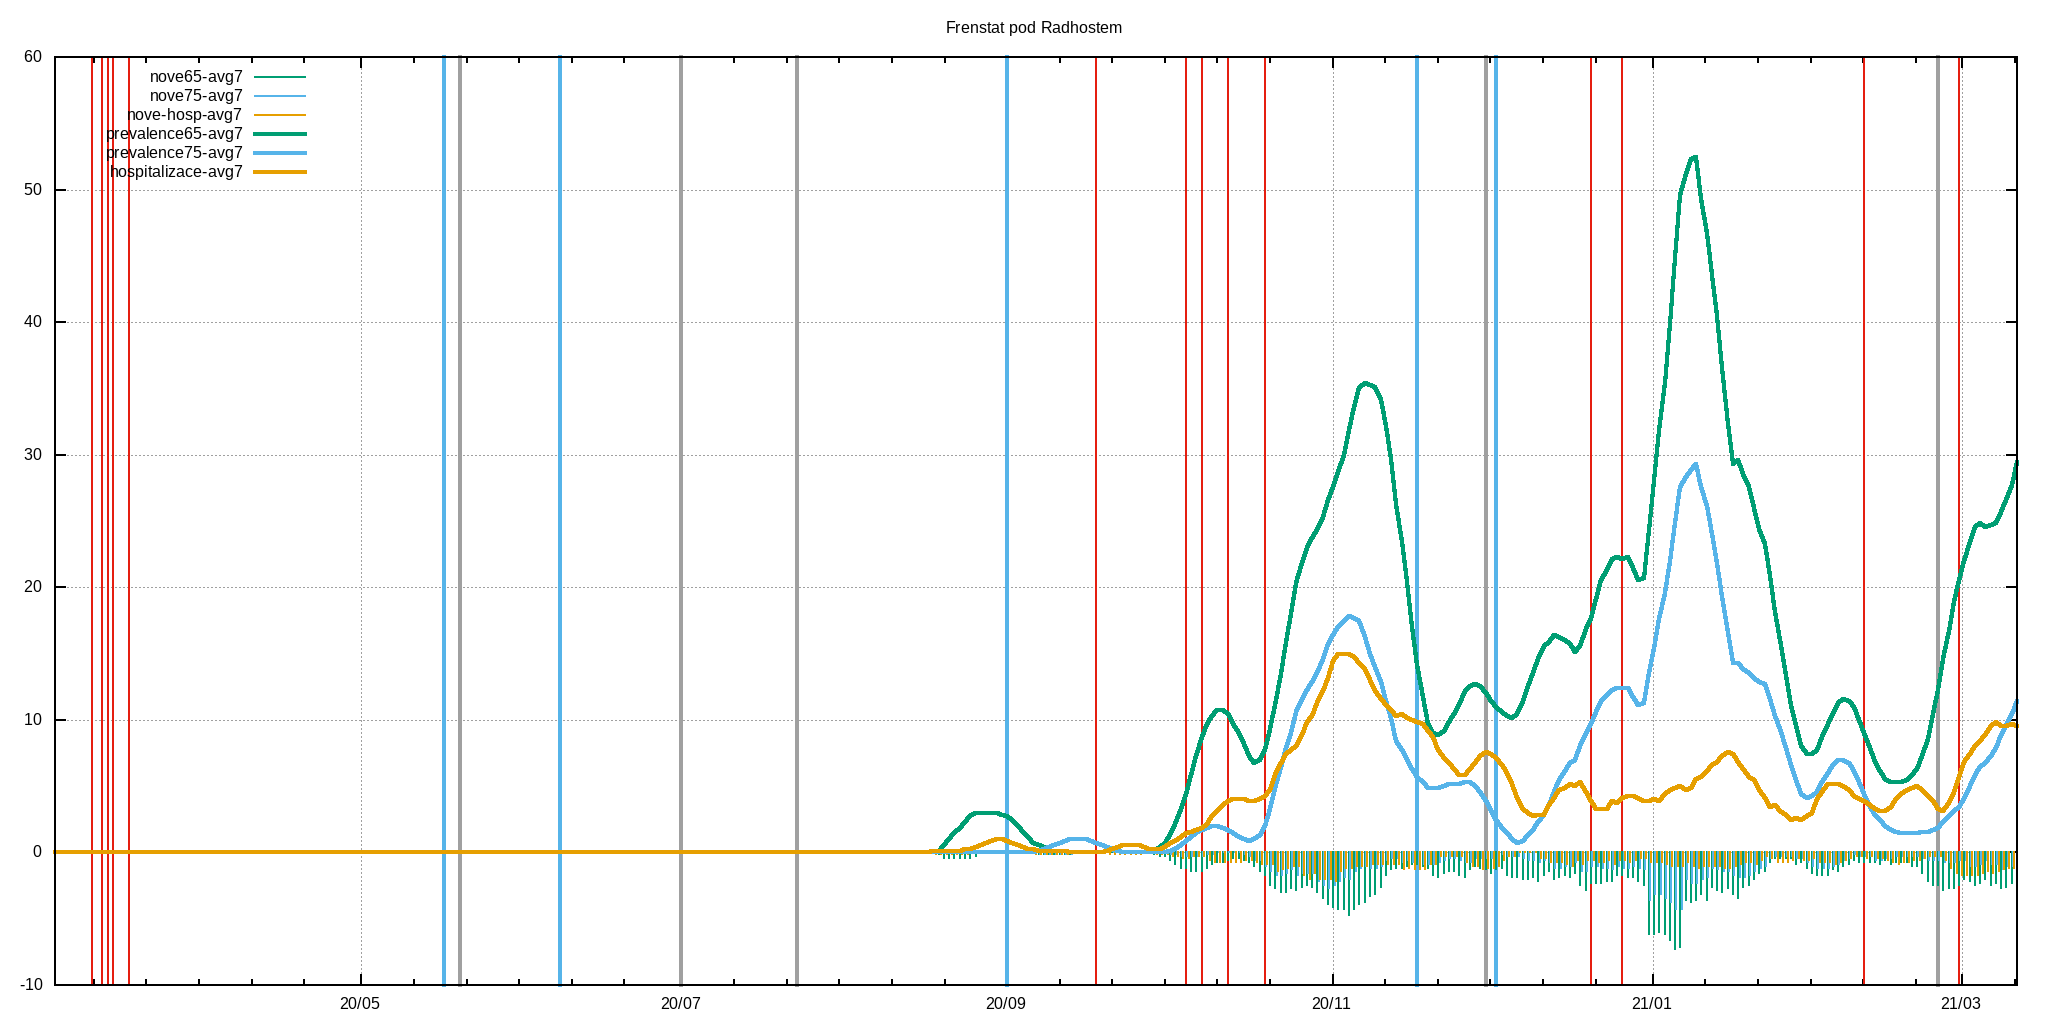 Frenstat pod Radhostem
60
50
40
30
20
10
0
-10
nove65-avg7
nove75-avg7
nove-hosp-avg7
prevalence65-avg7
prevalence75-avg7
hospitalizace-avg7
20/05
20/07
20/09
20/11
21/01
21/03